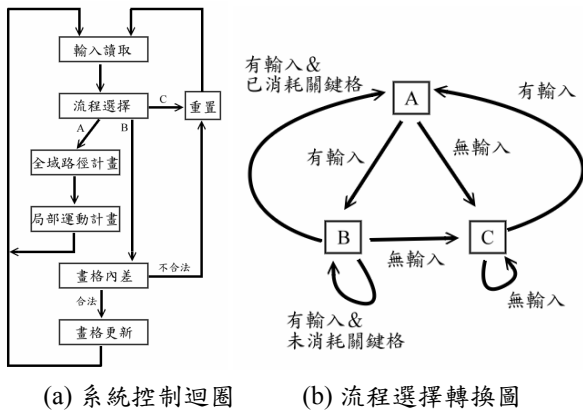 輸入讀取
流程選擇
C
重置
A
B
全域路徑計畫
局部運動計畫
畫格內差
不合法
合法
畫格更新
(a) 系統控制迴圈
有輸入&
已消耗關鍵格
A
有輸入
有輸入
無輸入
B
C
無輸入
無輸入
有輸入&
未消耗關鍵格
(b) 流程選擇轉換圖